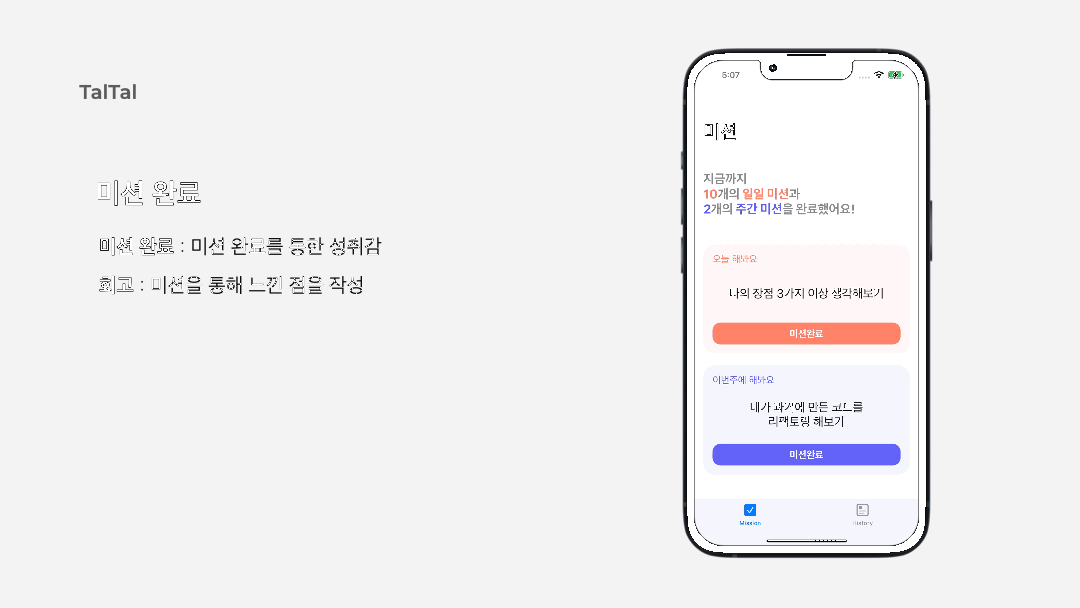 TalTal
미션 완료
미션 완료 : 미션 완료를 통한 성취감
회고 : 미션을 통해 느낀 점을 작성
5:07
미션
지금까지
10개의 일일 미션과
2개의 주간 미션을 완료했어요!
오늘 해봐요
나의 장점 3가지 이상 생각해보기
미션완료
이번주에 해봐요
내가 과거에 만든 코드를
리팩토링 해보기
미션완료
Mission
History